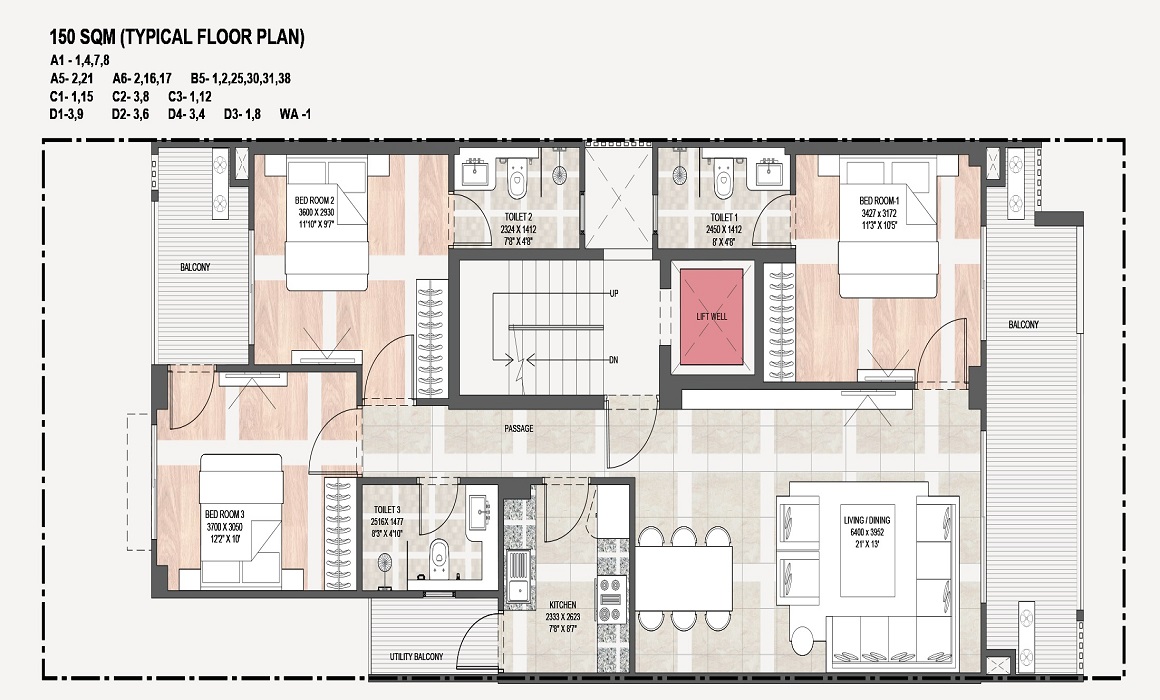 150 SQM (TYPICAL FLOOR PLAN)
A1 - 1,4,7,8
A5- 2,21 A6- 2,16,17 B5- 1,2,25,30,31,38
C1- 1,15 C2- 3,8 C3- 1,12
D1-3,9 D2- 3,6 D4- 3,4 D3- 1,8 WA -1
BED ROOM 2
3600 X 2930
11'10" X 9'7"
TOILET 2
2324 X 1412
7'8" X 4'8"
TOILET 1
2450 X 1412
8' X 4'8"
BED ROOM-1
3427 x 3172
11'3" X 10'5"
BALCONY
UP
LIFT WELL
BALCONY
DN
PASSAGE
BED ROOM 3
3700 X 3050
12'2" X 10'
TOILET 3
2516X 1477
8'3" X 4'10"
LIVING / DINING
6400 x 3952
21' X 13'
KITCHEN
2333 X 2623
7'8" X 8'7"
UTILITY BALCONY